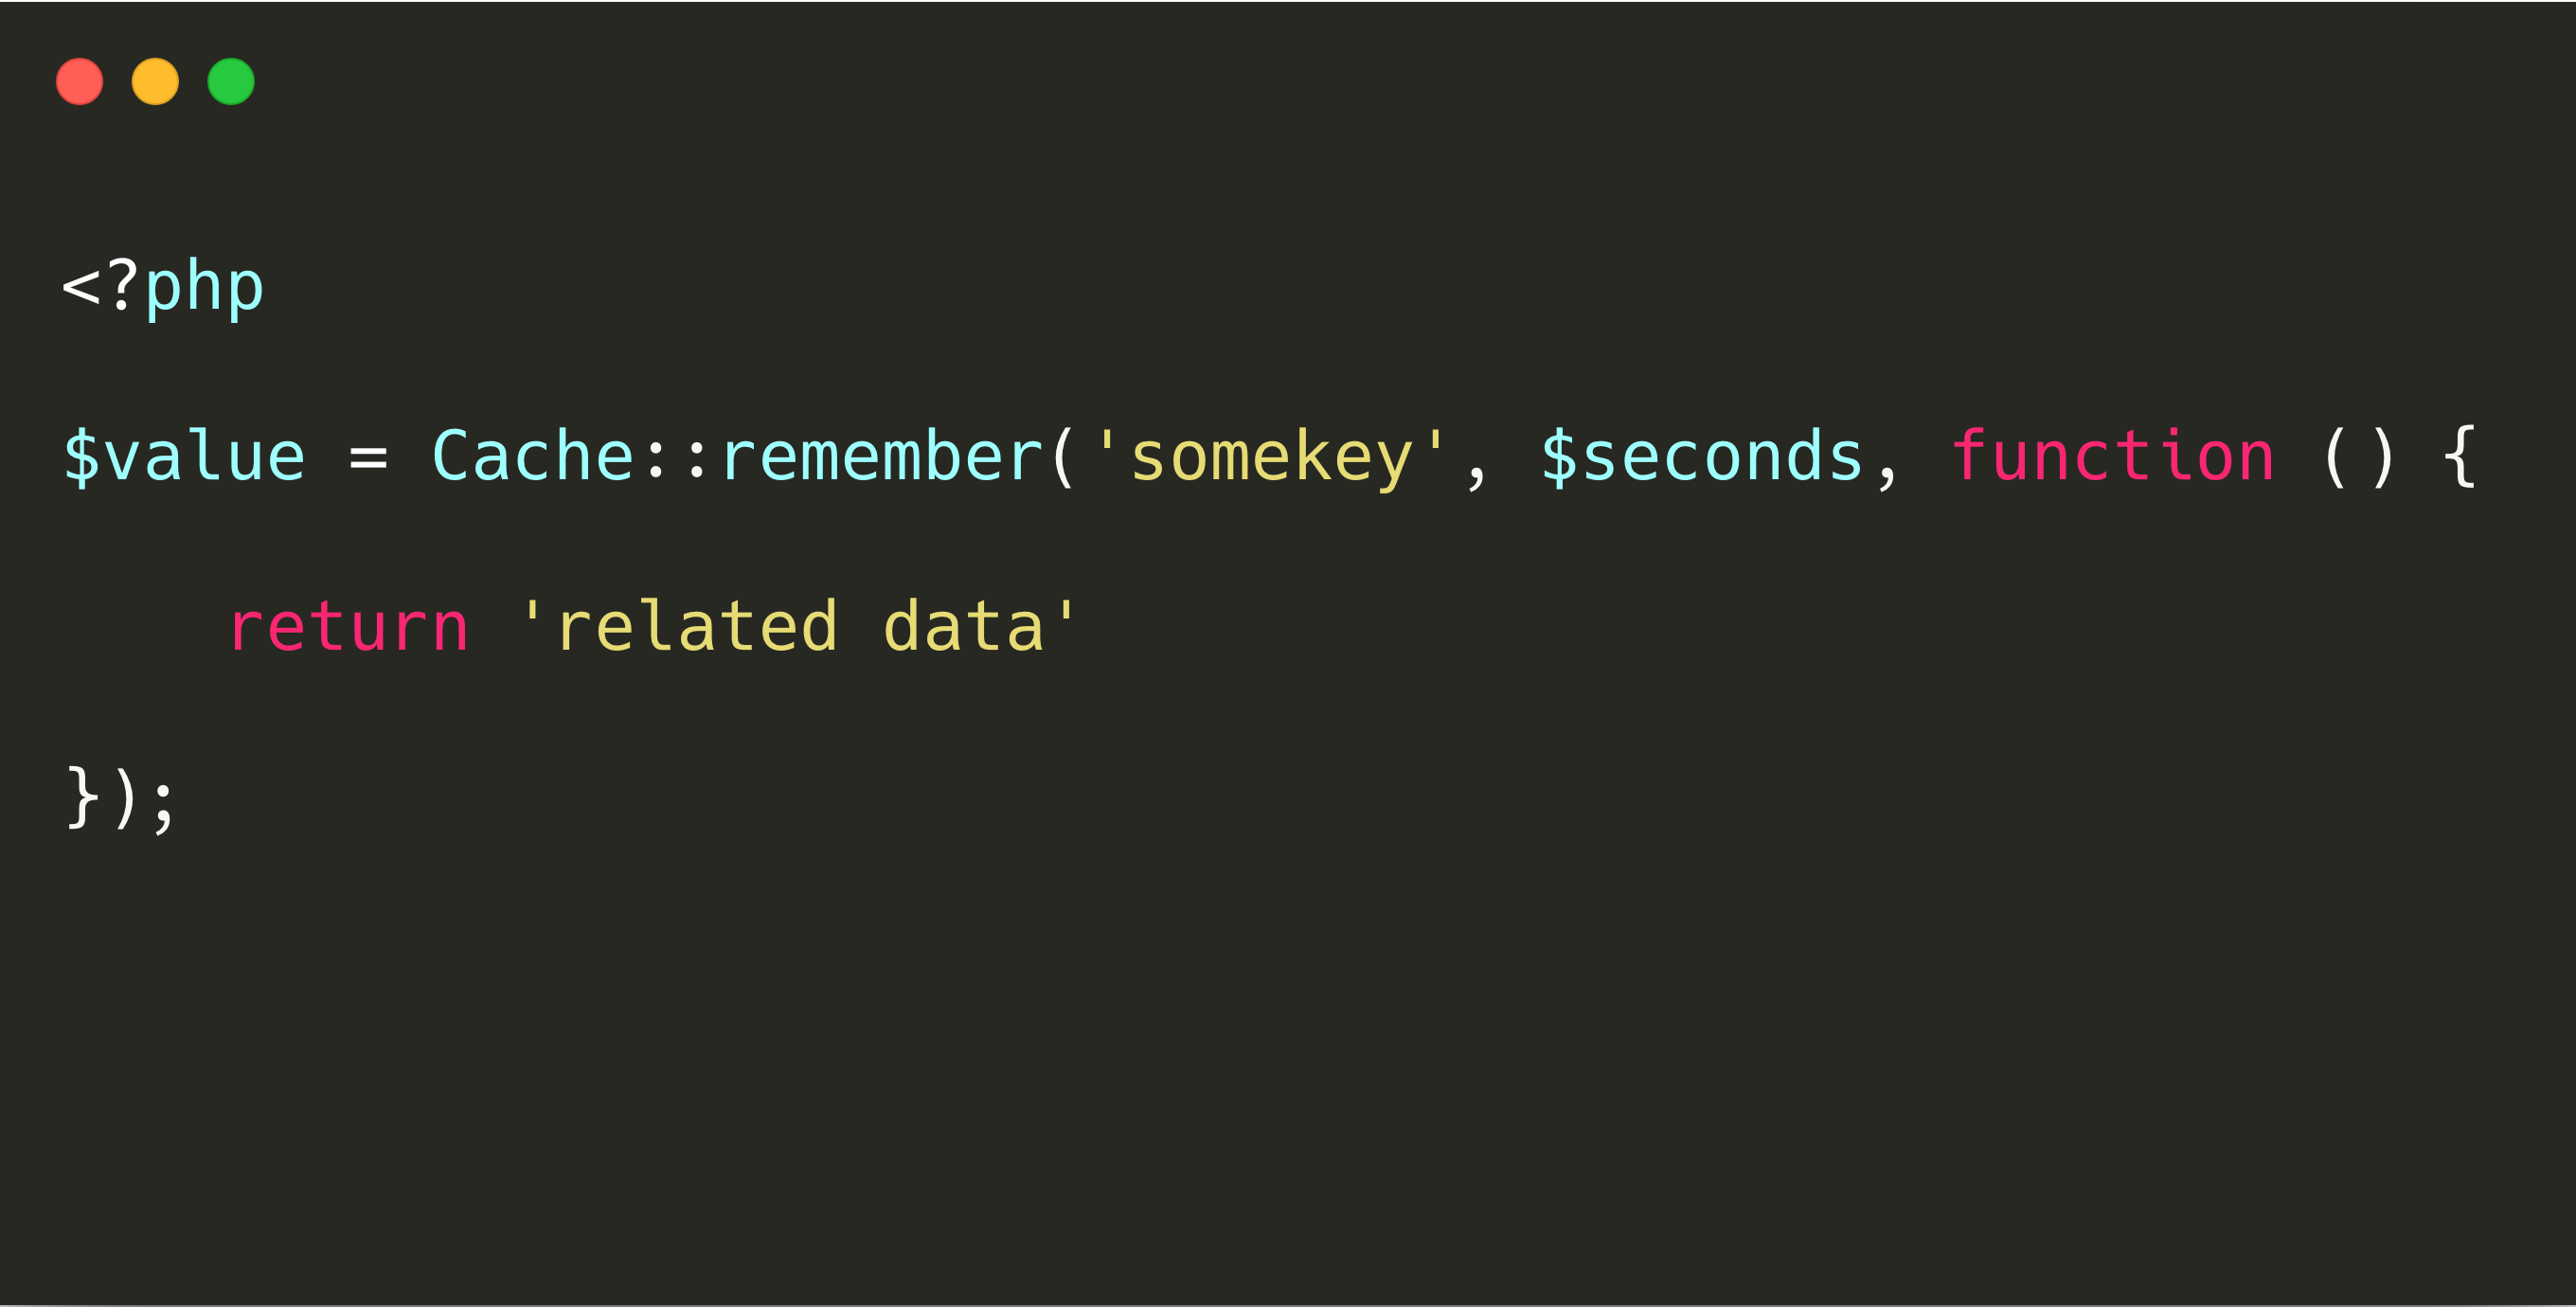 <?php
$value = Cache::remember('somekey', $seconds, function () {
    return 'related data'
});